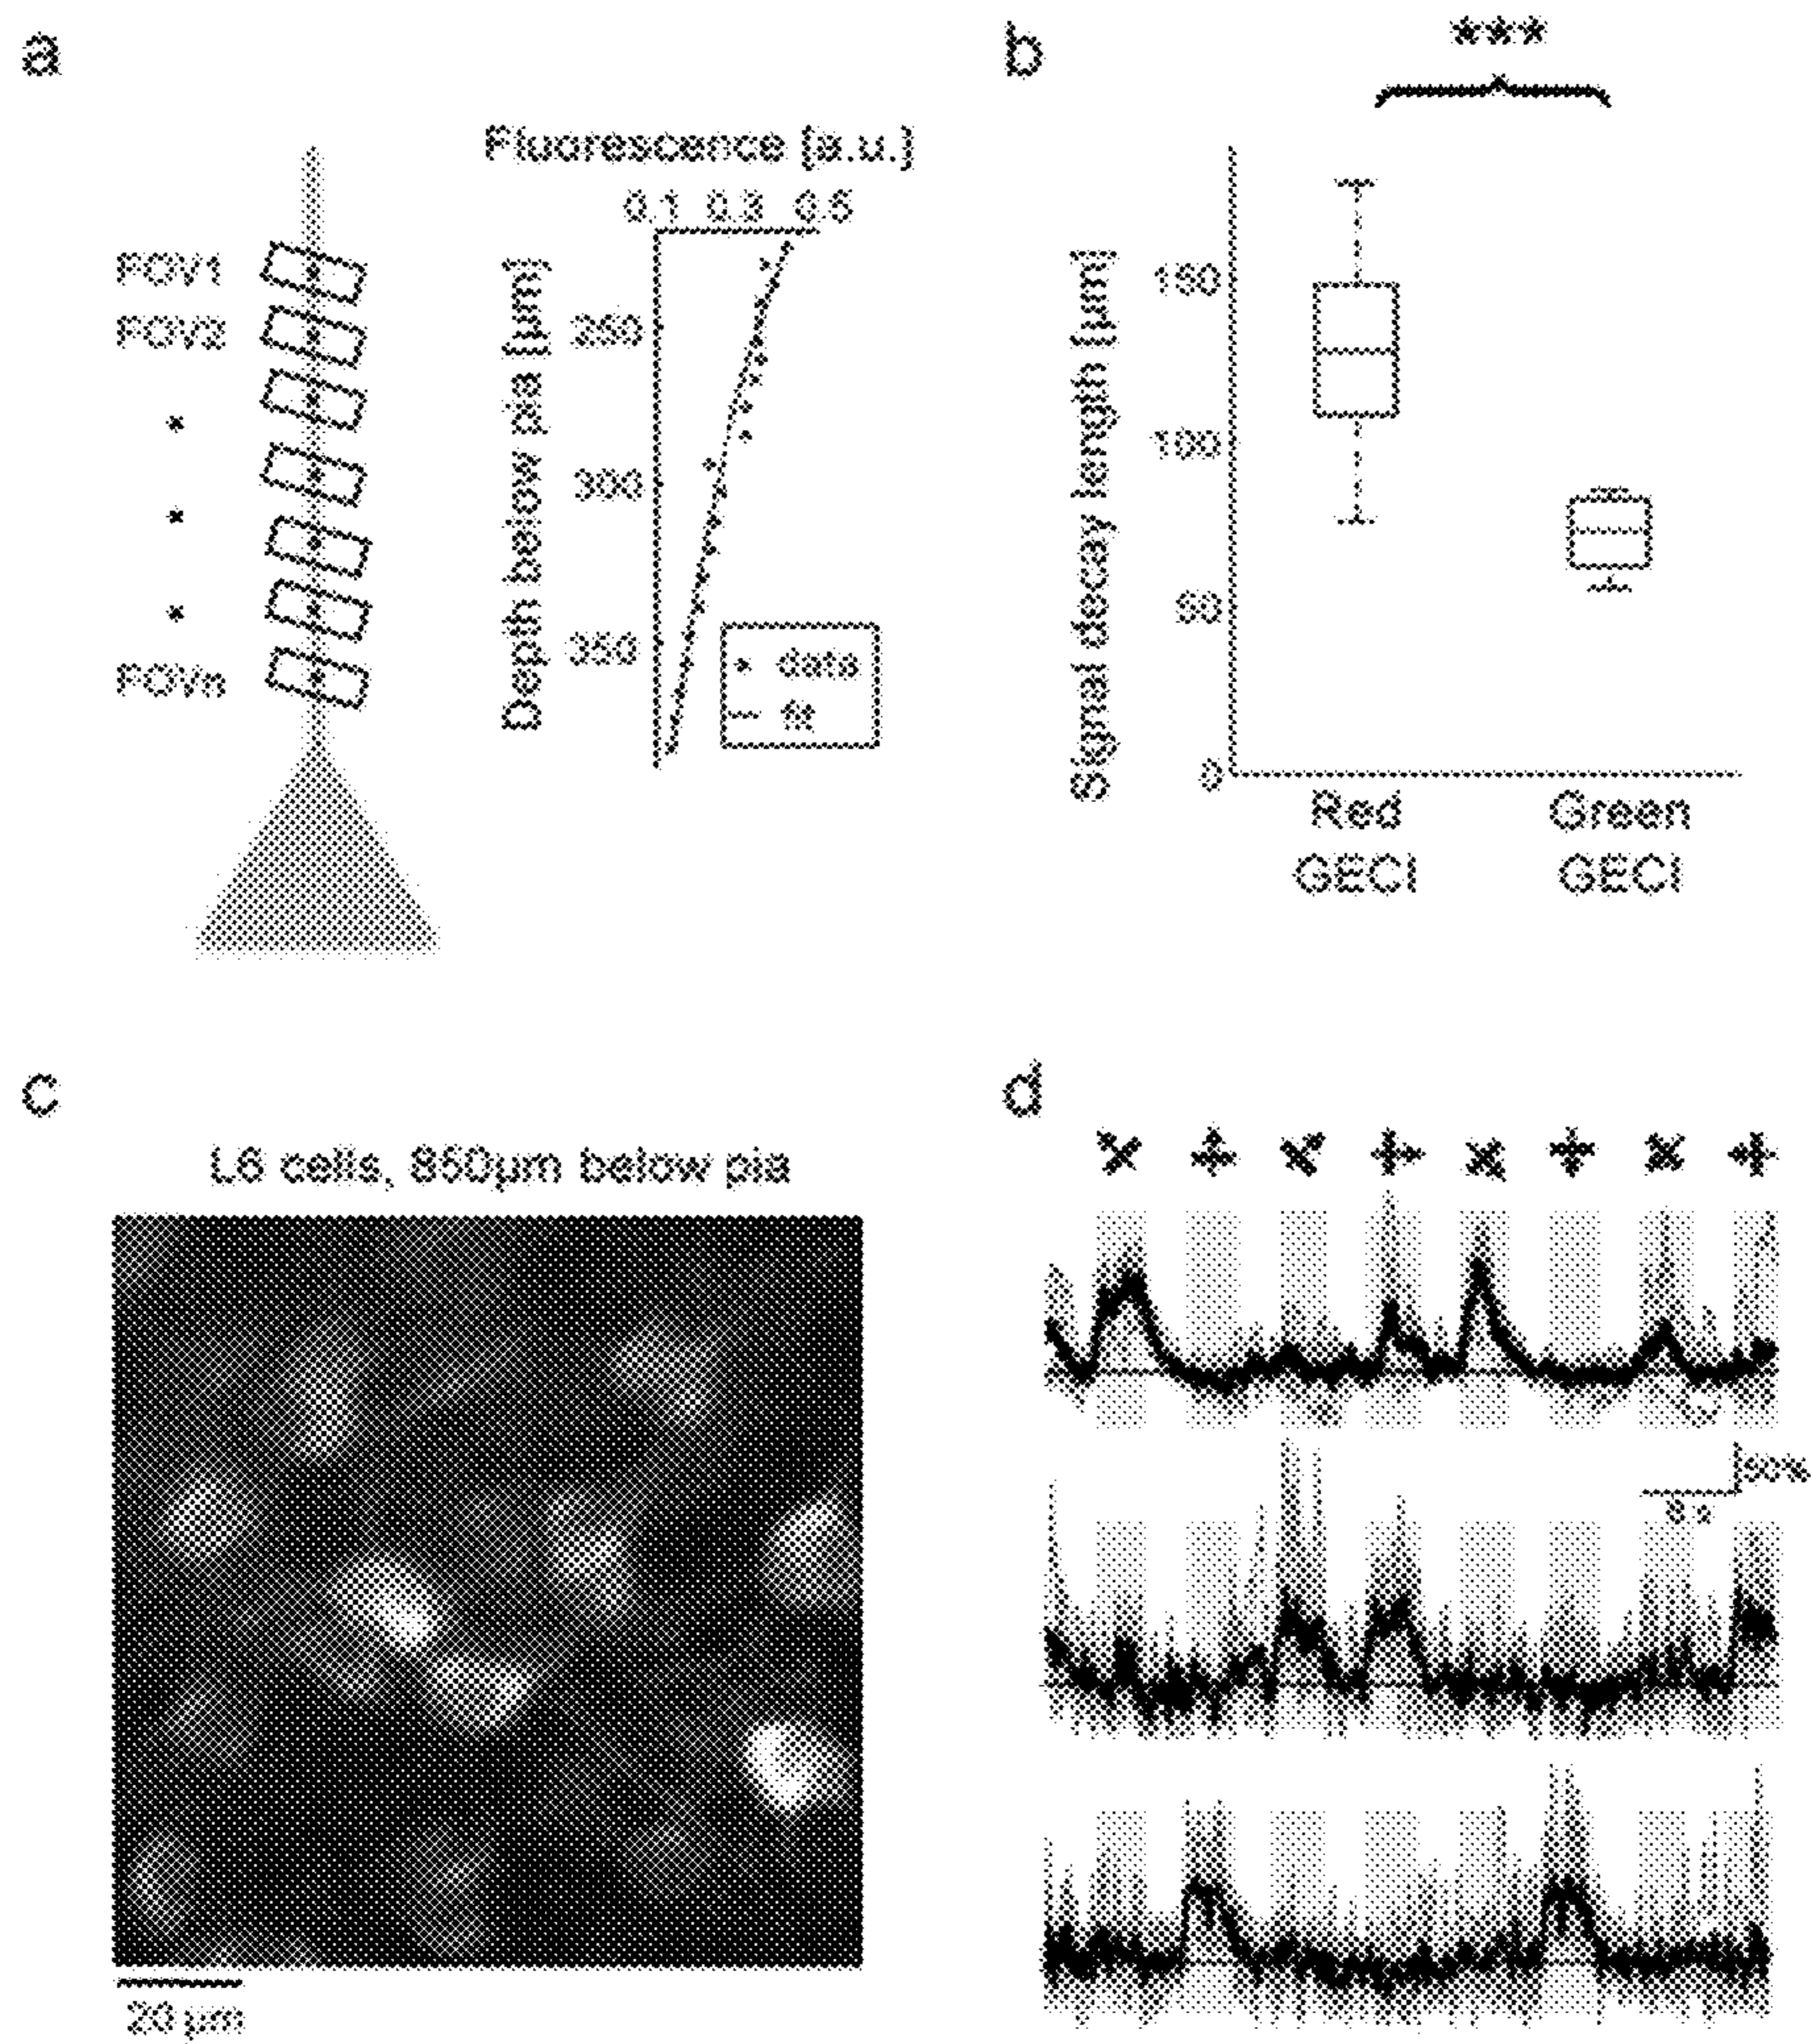 a
Fluorescence [a.u.]
0.1 0.3 0.5
FOV1
FOV2
FOVn
Depth below pia [µm]
250
300
350
data
fit
b
***
Signal decay length [µm]
150
100
50
0
Red
GECI
Green
GECI
c
L6 cells, 850µm below pia
20 µm
d
50%
8 s